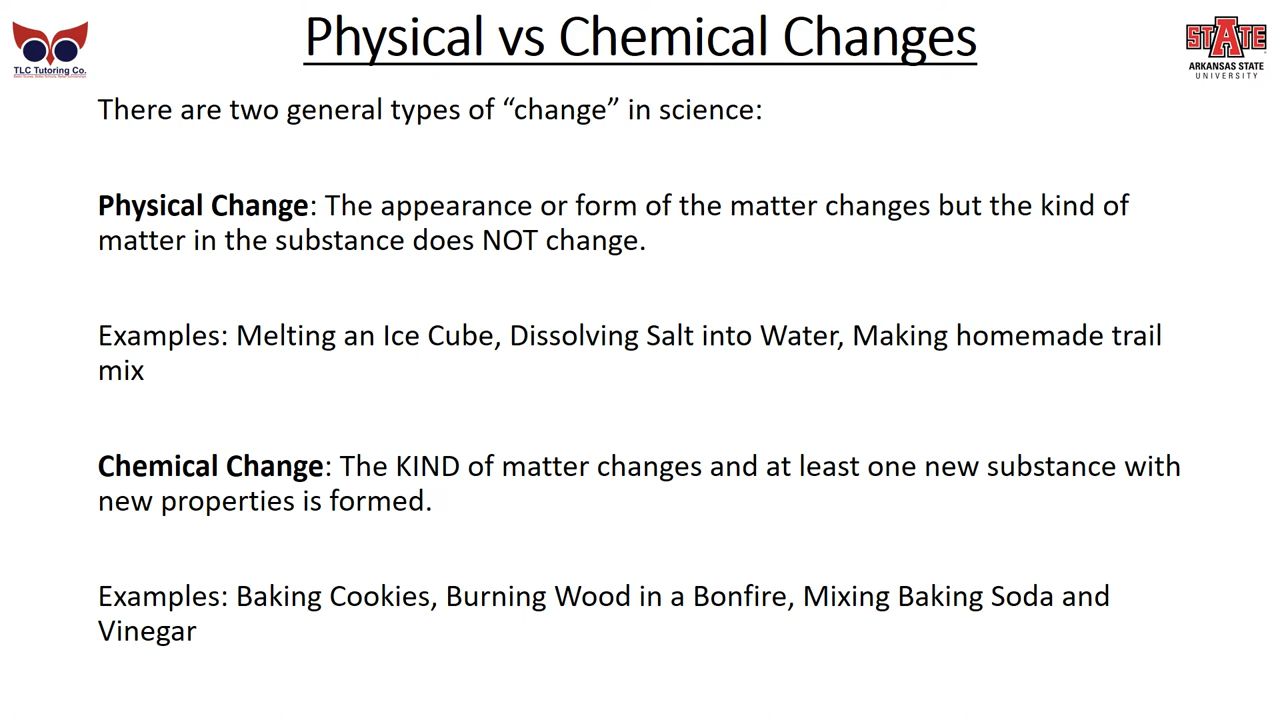 Physical vs Chemical Changes
TLC Tutoring Co.
STATE
ARKANSAS STATE
UNIVERSITY
There are two general types of “change” in science:
Physical Change: The appearance or form of the matter changes but the kind of
matter in the substance does NOT change.
Examples: Melting an Ice Cube, Dissolving Salt into Water, Making homemade trail
mix
Chemical Change: The KIND of matter changes and at least one new substance with
new properties is formed.
Examples: Baking Cookies, Burning Wood in a Bonfire, Mixing Baking Soda and
Vinegar